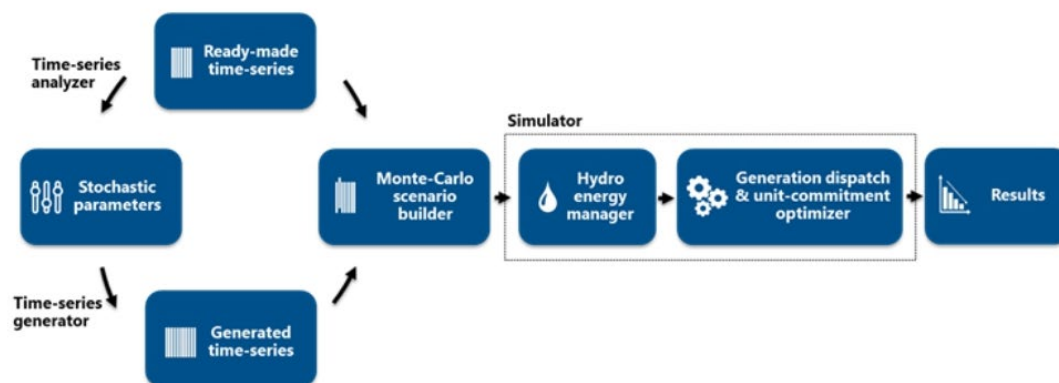 Ready-made
time-series
Time-series
analyzer
Simulator
Stochastic
parameters
Monte-Carlo
scenario
builder
Hydro
energy
manager
Generation dispatch
& unit-commitment
optimizer
Results
Time-series
generator
Generated
time-series